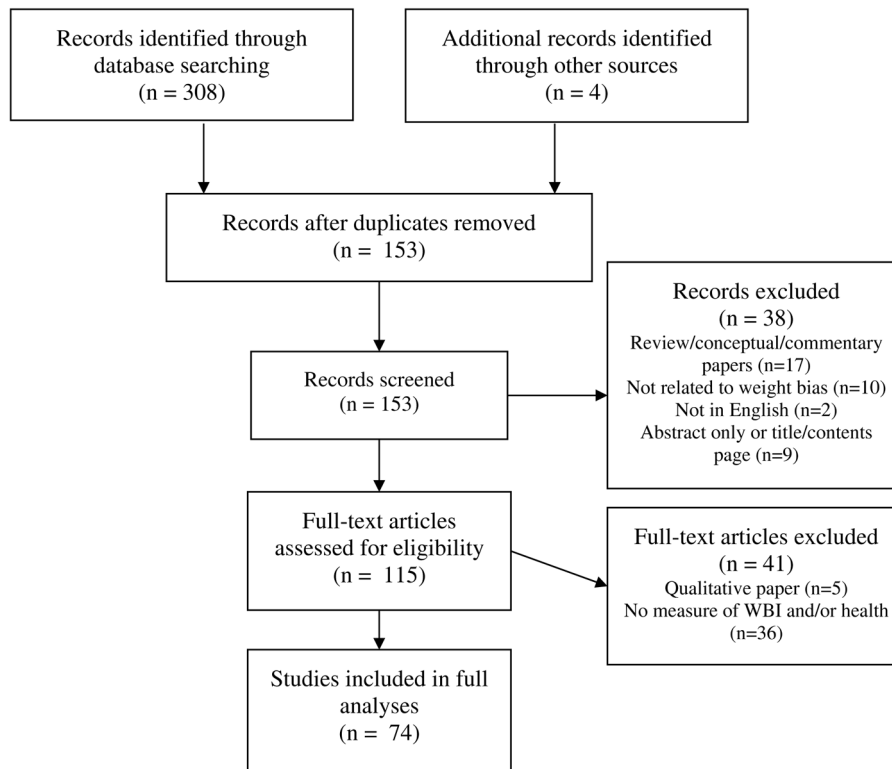 Records identified through
database searching
(n = 308)
Additional records identified
through other sources
(n = 4)
Records after duplicates removed
(n = 153)
Records screened
(n = 153)
Records excluded
(n = 38)
Review/conceptual/commentary
papers (n=17)
Not related to weight bias (n=10)
Not in English (n=2)
Abstract only or title/contents
page (n=9)
Full-text articles
assessed for eligibility
(n = 115)
Full-text articles excluded
(n = 41)
Qualitative paper (n=5)
No measure of WBI and/or health
(n=36)
Studies included in full
analyses
(n = 74)